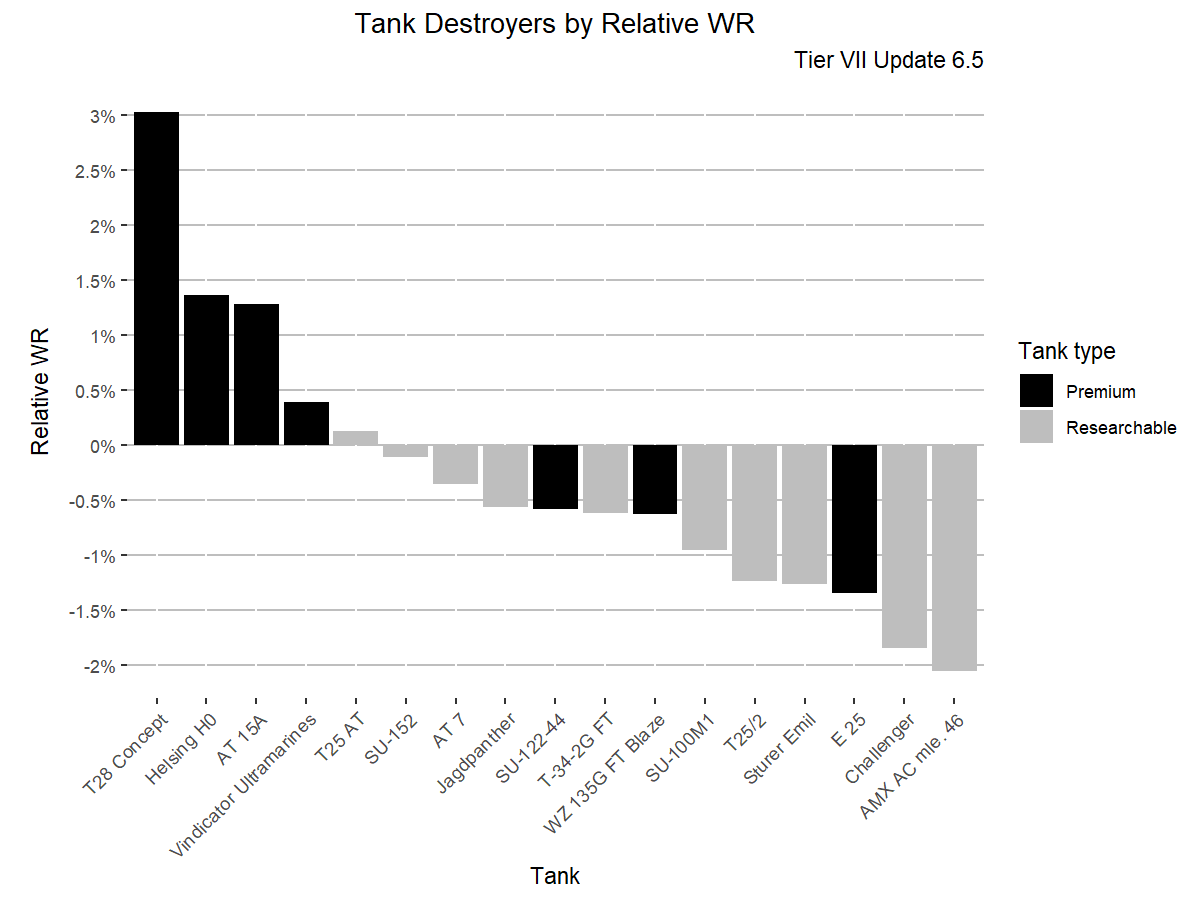 Tank Destroyers by Relative WR
Tier VII Update 6.5
3%
2.5%
2%
1.5%
1%
0.5%
0%
-0.5%
-1%
-1.5%
-2%
Relative WR
T28 Concept
Helsing H0
AT 15A
Vindicator Ultramarines
T25 AT
SU-152
AT 7
Jagdpanther
SU-122-44
T-34-2G FT
WZ 135G FT Blaze
SU-100M1
T25/2
Sturer Emil
E 25
Challenger
AMX AC mle. 46
Tank
Tank type
Premium
Researchable